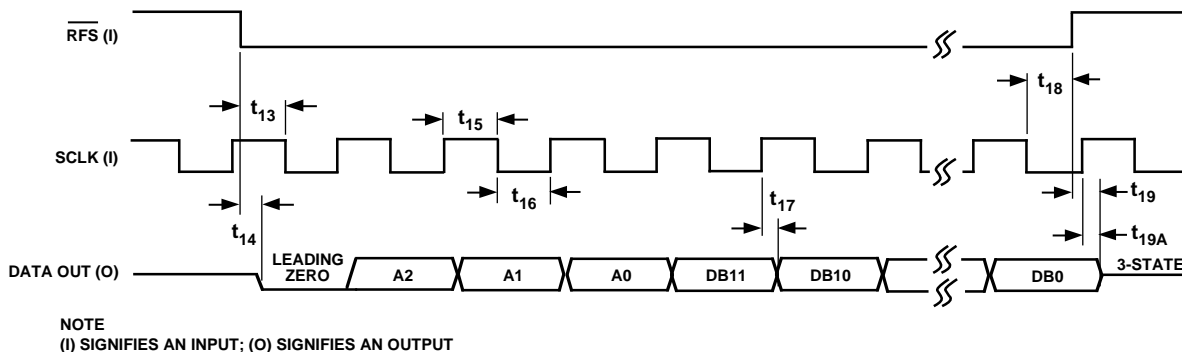 RFS (I)
t13
t15
t18
SCLK (I)
t16
t17
t19
t14
t19A
LEADING
ZERO
A2
A1
A0
DB11
DB10
DB0
3-STATE
DATA OUT (O)
NOTE
(I) SIGNIFIES AN INPUT; (O) SIGNIFIES AN OUTPUT